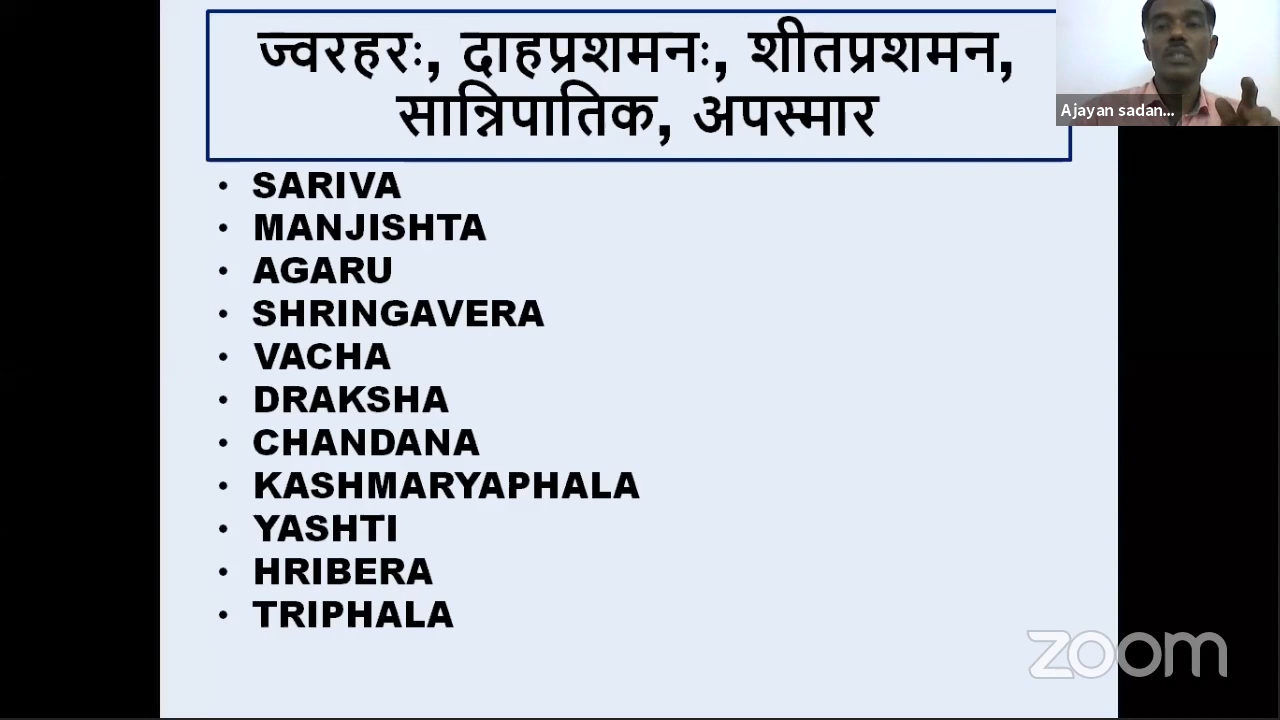 ज्वरहरः, दाहप्रशमनः, शीतप्रशमन,
सान्निपातिक, अपस्मार
Ajayan sadan...
• SARIVA
• MANJISHTA
• AGARU
• SHRINGAVERA
• VACHA
• DRAKSHA
• CHANDANA
• KASHMARYAPHALA
• YASHTI
• HRIBERA
• TRIPHALA
zoom